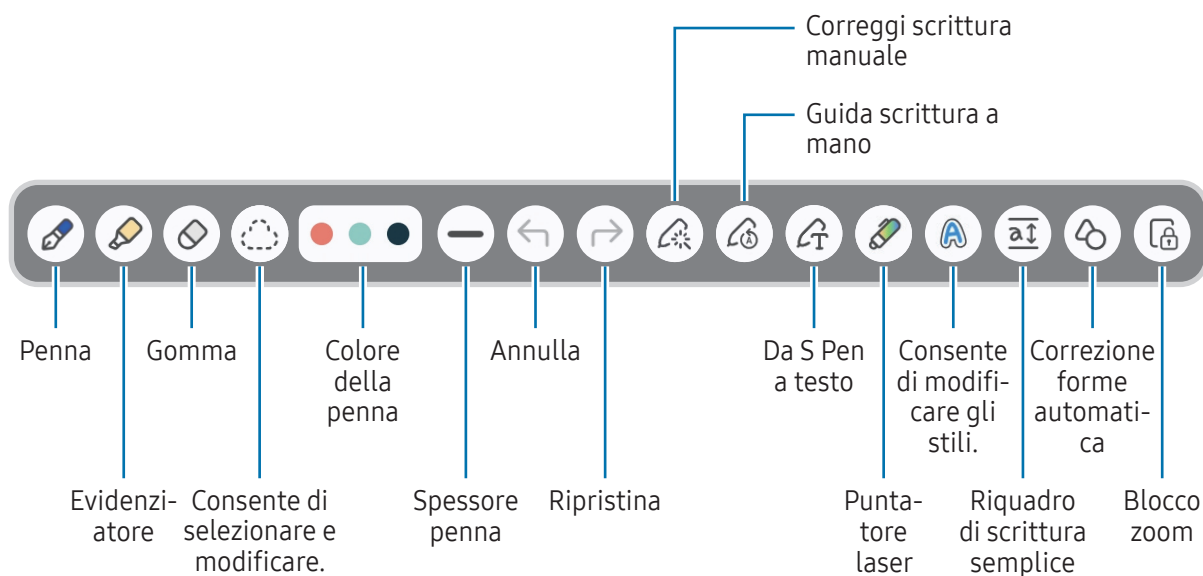 Correggi scrittura
manuale
Guida scrittura a
mano
Penna
Gomma
Colore
della
penna
Annulla
Da S Pen
a testo
Consente
di modifi-
care gli
stili.
Correzione
forme
automati-
ca
Evidenzi-
atore
Consente di
selezionare e
modificare.
Spessore
penna
Ripristina
Punta-
tore
laser
Riquadro
di scrittura
semplice
Blocco
zoom